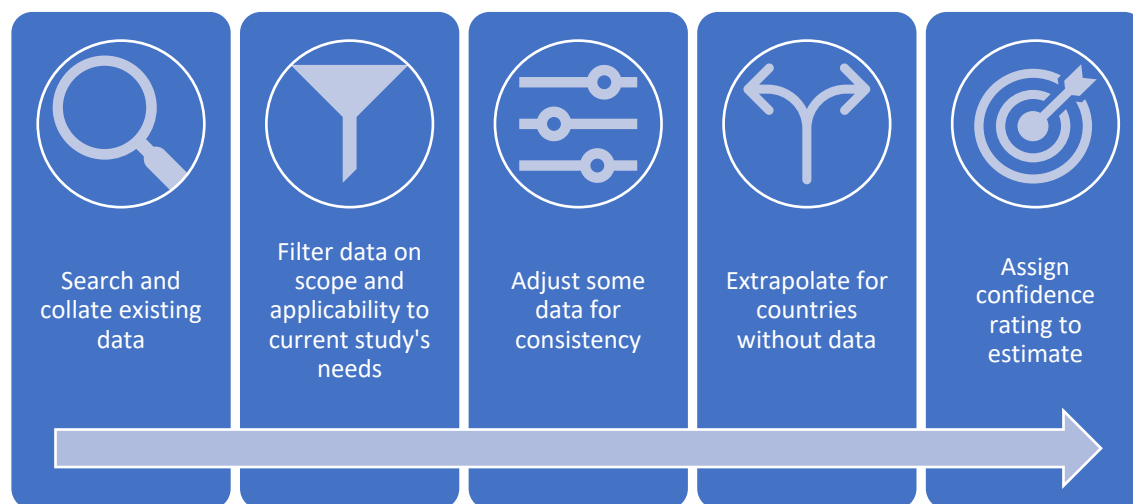 Search and
collate existing
data
Filter data on
scope and
applicability to
current study's
needs
Adjust some
data for
consistency
Extrapolate for
countries
without data
Assign
confidence
rating to
estimate